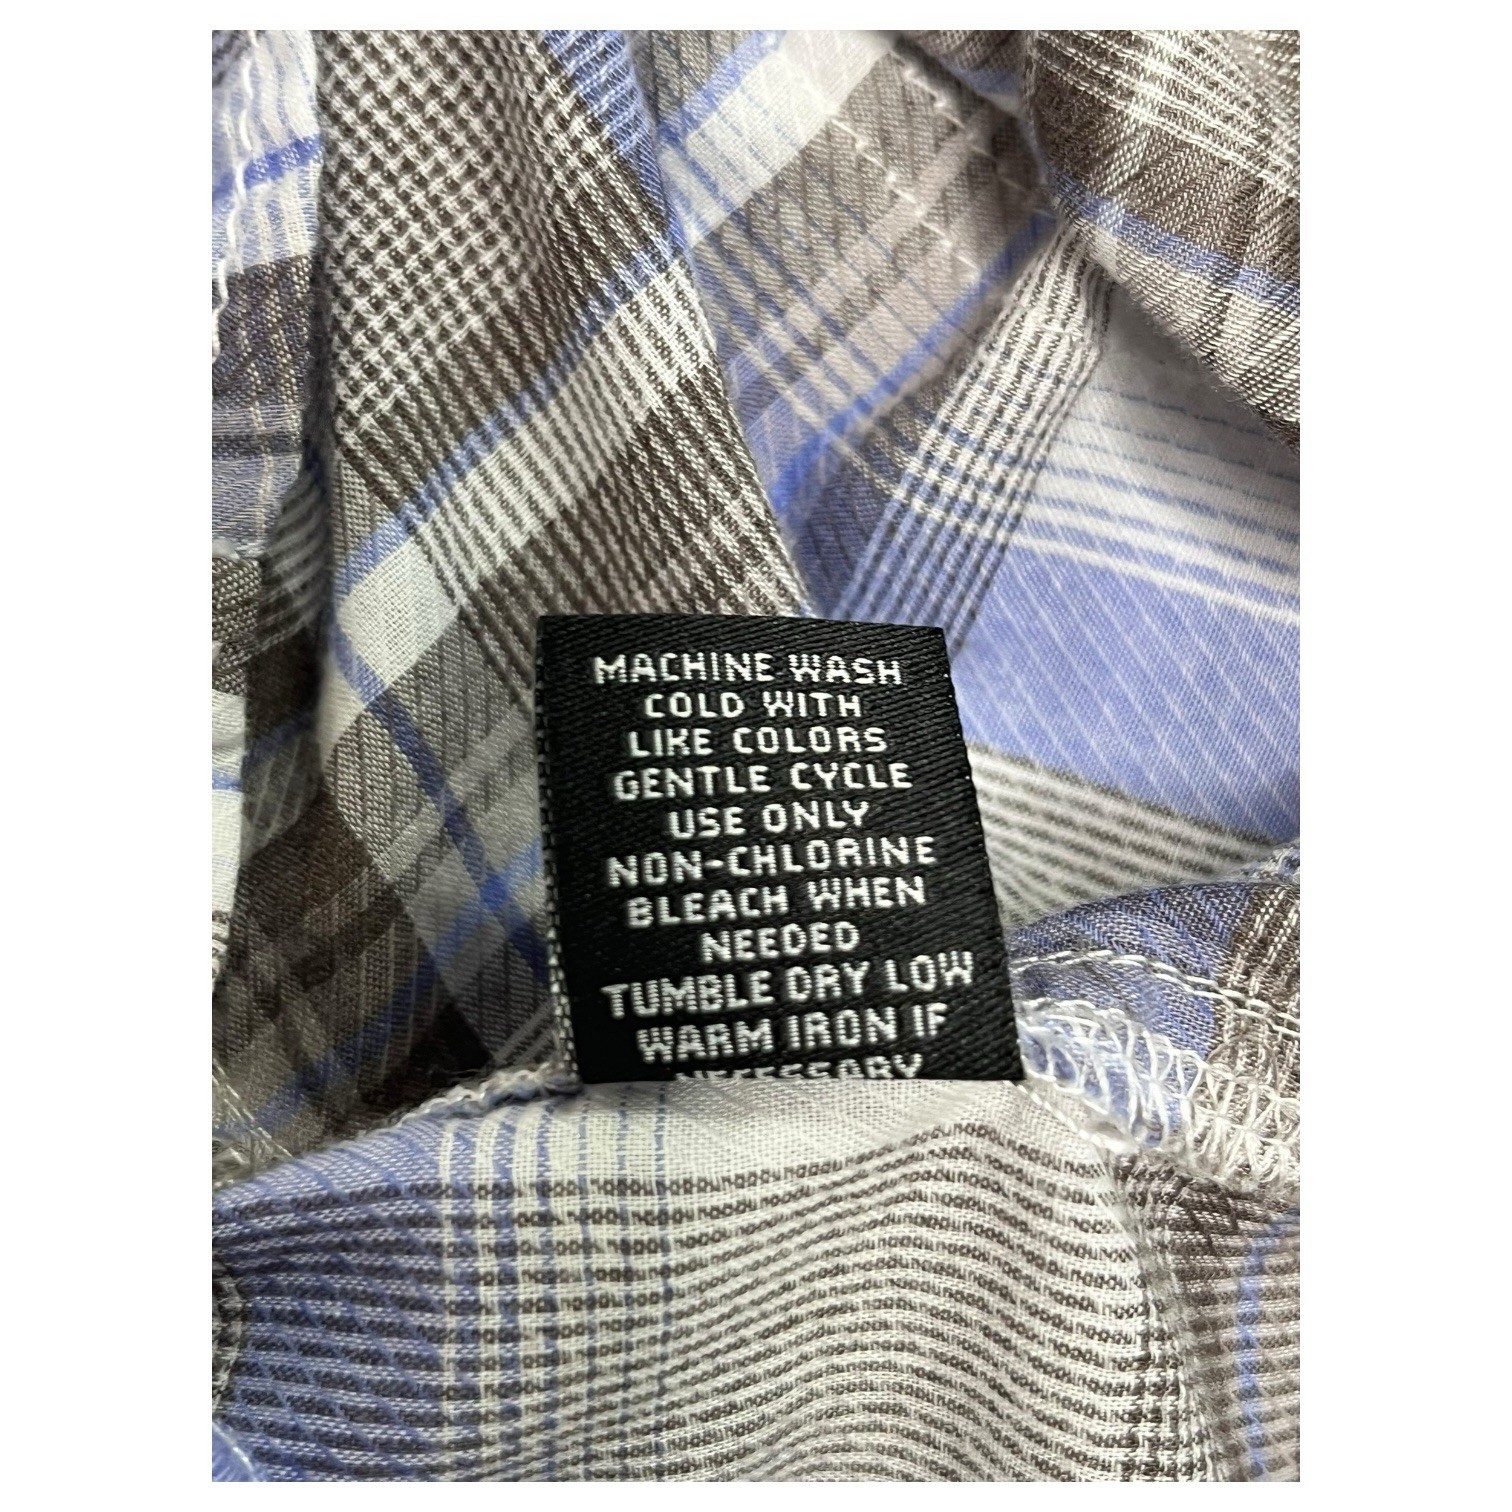 MACHINE WASH
COLD WITH
LIKE COLORS
GENTLE CYCLE
USE ONLY
NON-CHLORINE
BLEACH WHEN
NEEDED
TUMBLE DRY LOW
WARM IRON IF
NECESSARY